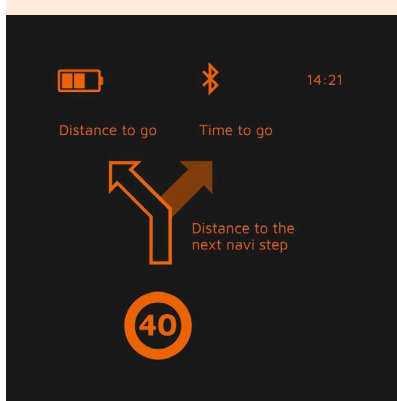 14:21
Distance to go Time to go
Distance to the
next navi step
40